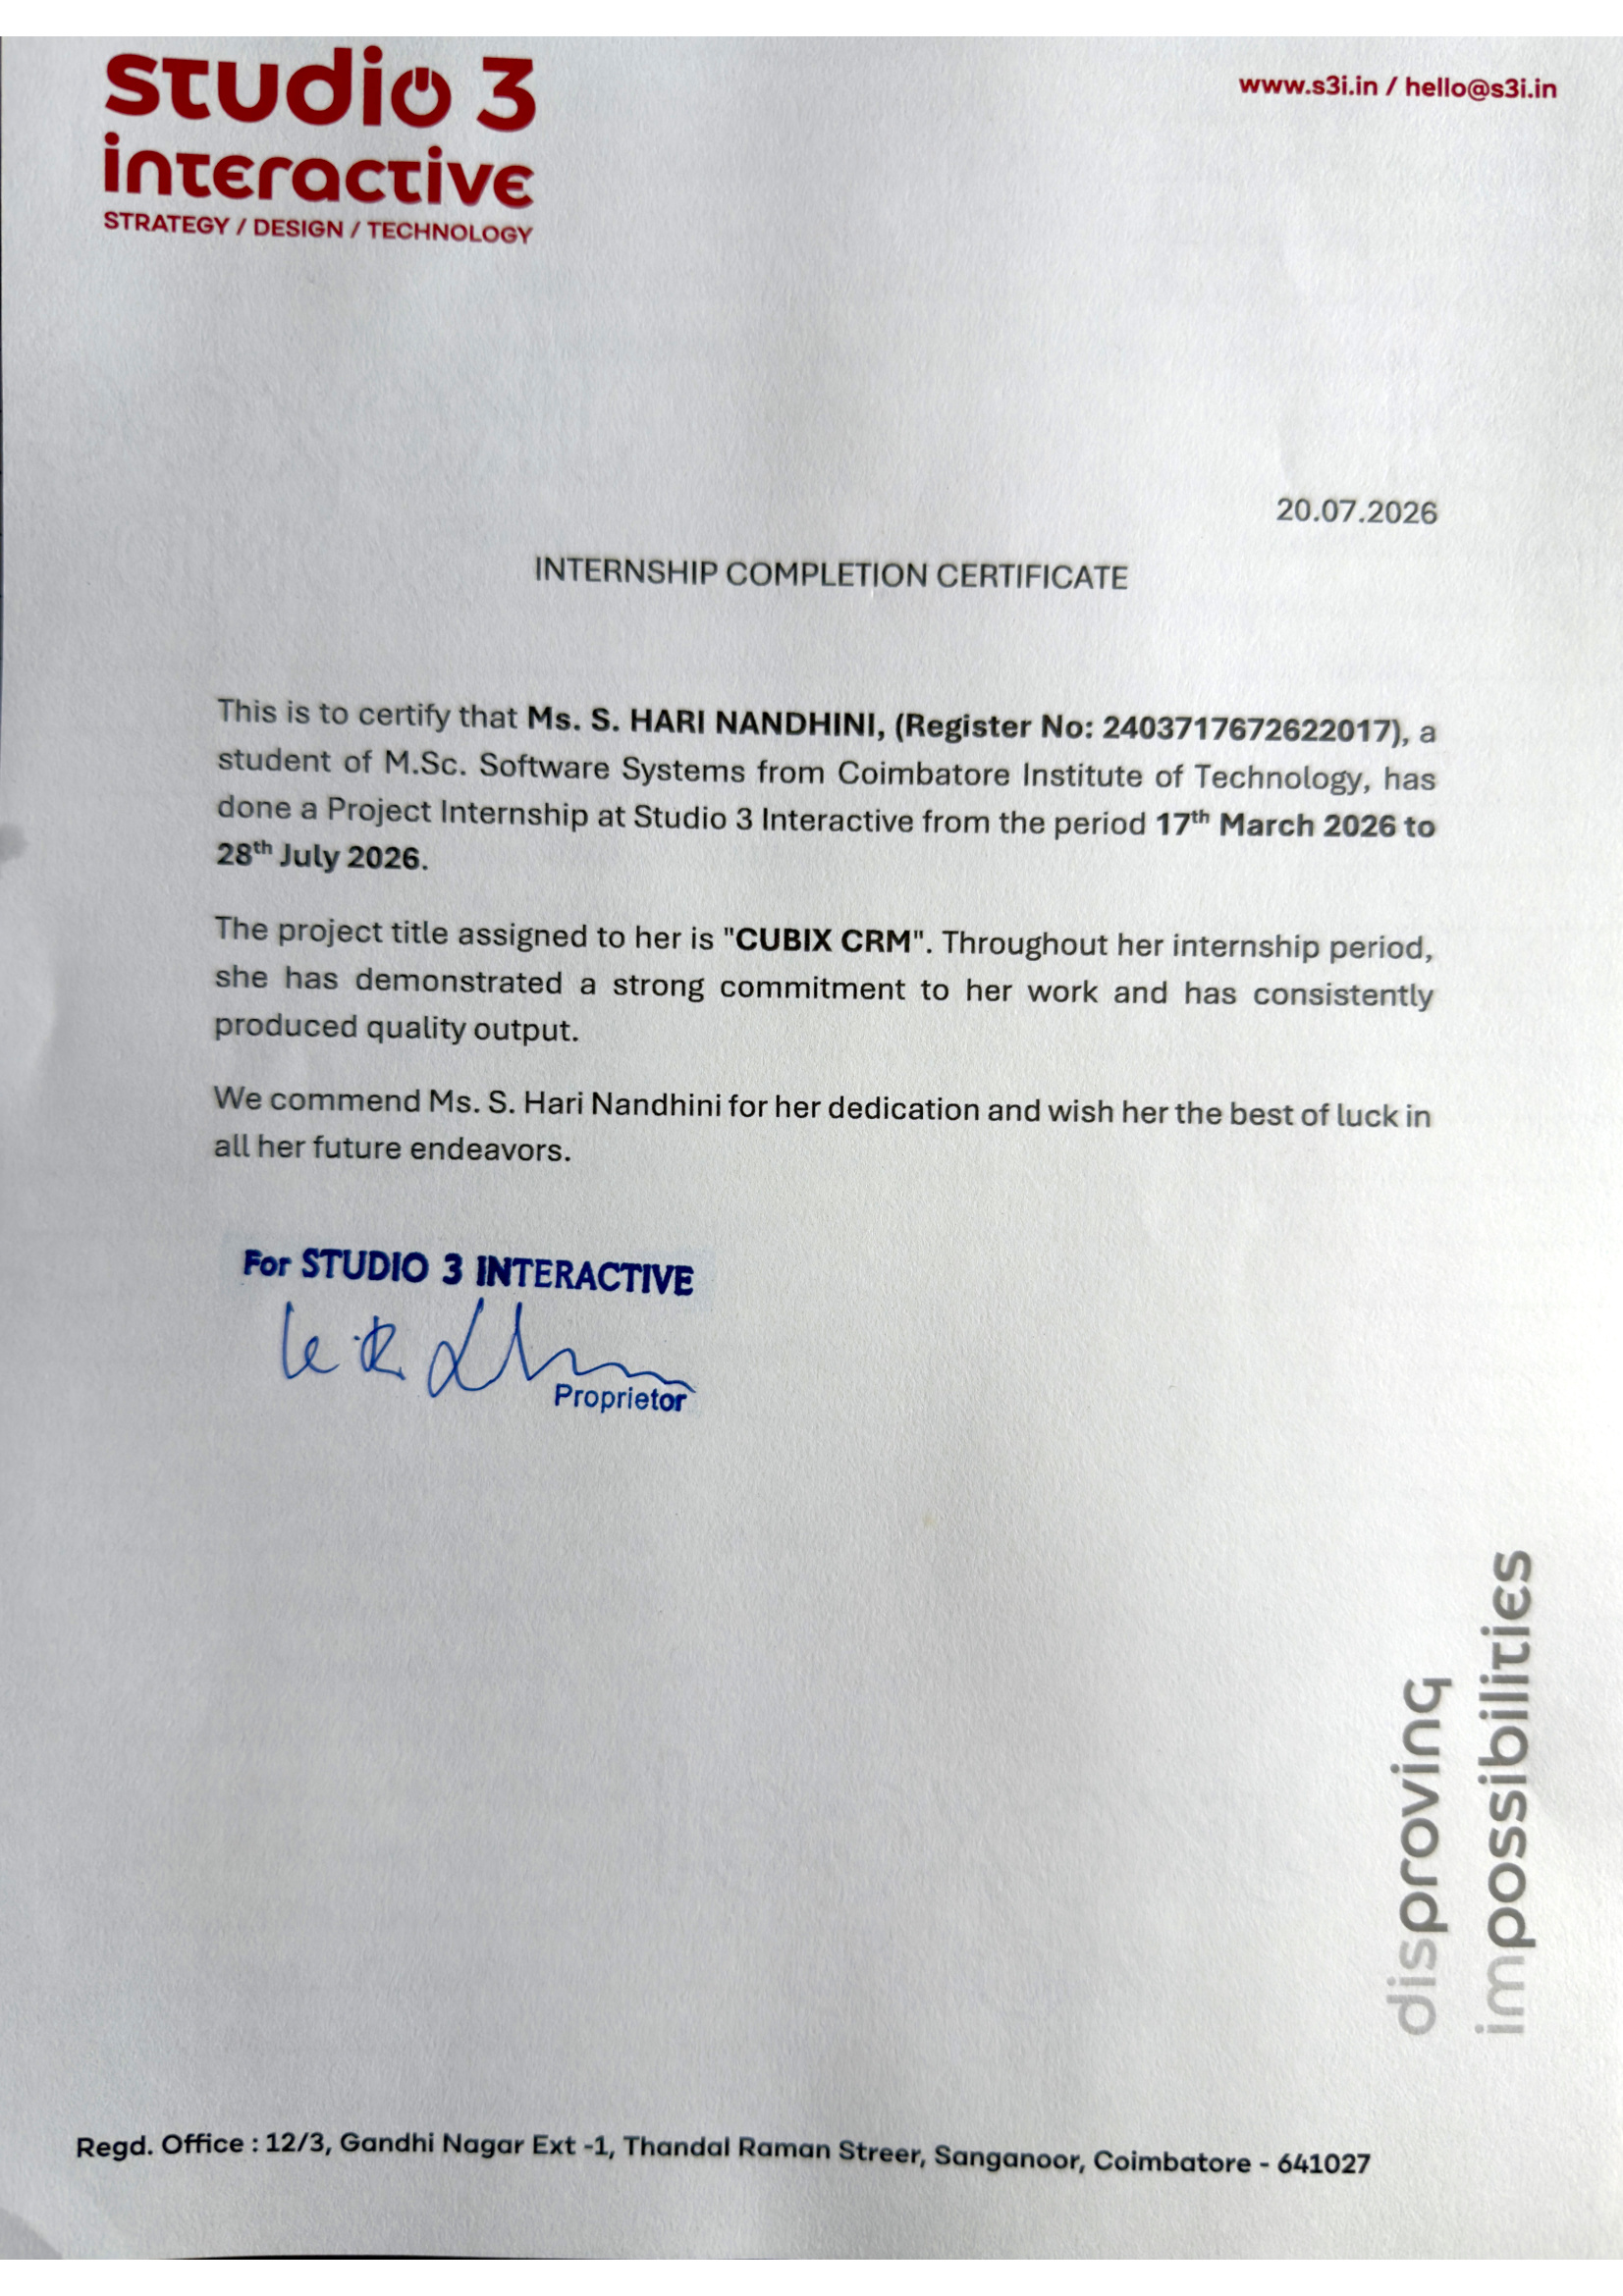 studio 3
interactive
STRATEGY / DESIGN / TECHNOLOGY
www.s3i.in / hello@s3i.in
20.07.2026
INTERNSHIP COMPLETION CERTIFICATE
This is to certify that Ms. S. HARI NANDHINI, (Register No: 2403717672622017), a
student of M.Sc. Software Systems from Coimbatore Institute of Technology, has
done a Project Internship at Studio 3 Interactive from the period 17th March 2026 to
28th July 2026.
The project title assigned to her is "CUBIX CRM". Throughout her internship period,
she has demonstrated a strong commitment to her work and has consistently
produced quality output.
We commend Ms. S. Hari Nandhini for her dedication and wish her the best of luck in
all her future endeavors.
For STUDIO 3 INTERACTIVE
Proprietor
disproving
impossibilities
Regd. Office : 12/3, Gandhi Nagar Ext -1, Thandal Raman Streer, Sanganoor, Coimbatore - 641027